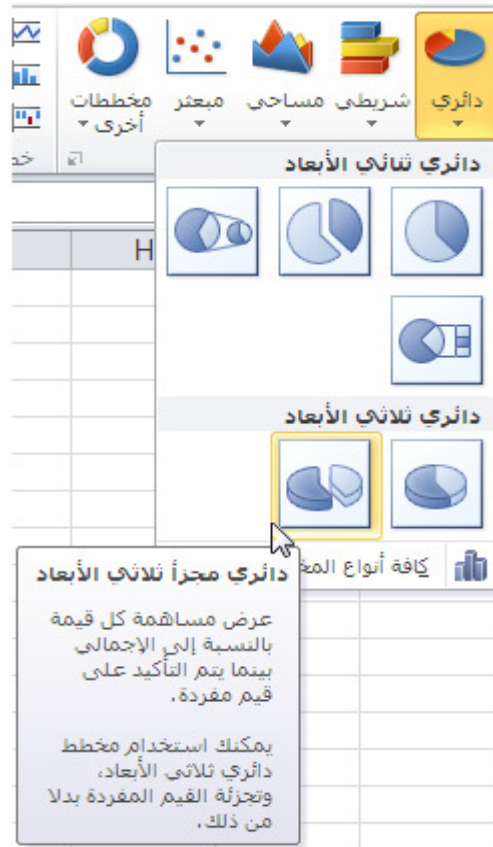 دائري شريطي مساحي مبعثر مخططات أخرى
دائري ثنائي الأبعاد
H
دائري ثلاثي الأبعاد
كافة أنواع
دائري مجزأ ثلاثي الأبعاد
عرض مساهمة كل قيمة
بالنسبة إلى الإجمالي
بينما يتم التأكيد على
قيم مفردة.
يمكنك استخدام مخطط
دائري ثلاثي الأبعاد،
وتجزئة القيم المفردة بدلا
من ذلك.